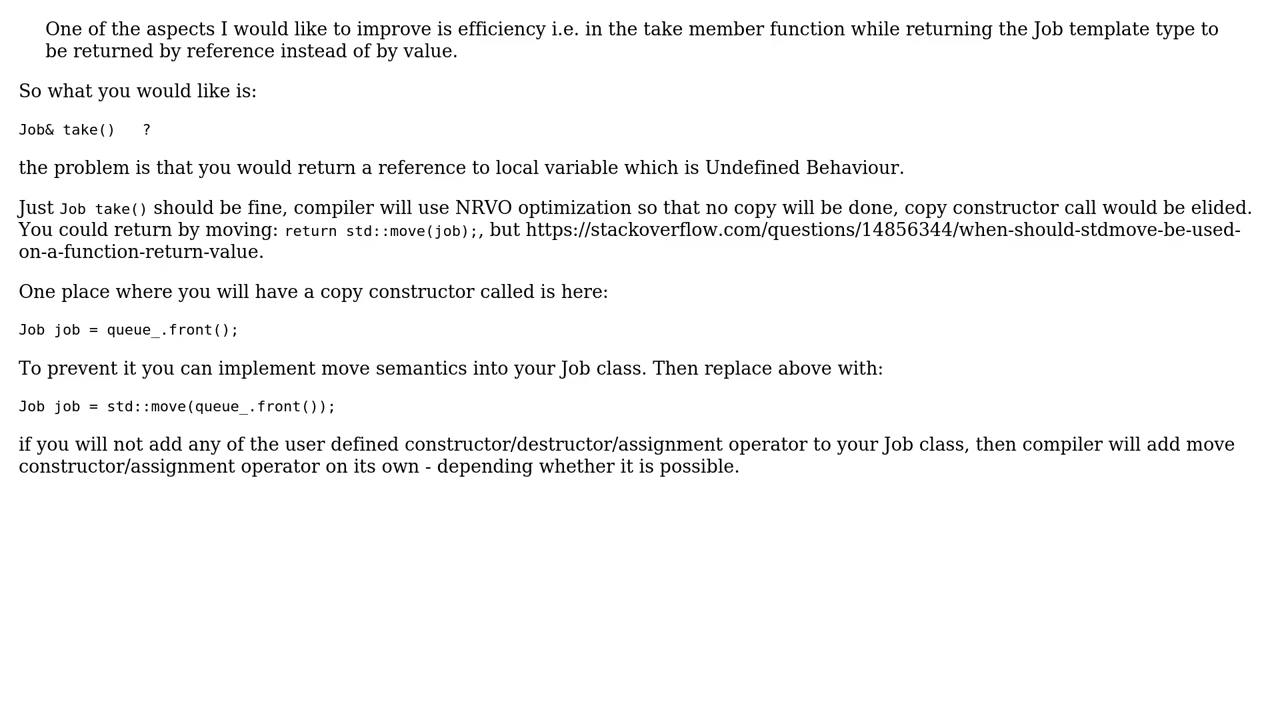 One of the aspects I would like to improve is efficiency i.e. in the take member function while returning the Job template type to
be returned by reference instead of by value.
So what you would like is:
Job& take()   ?
the problem is that you would return a reference to local variable which is Undefined Behaviour.
Just Job take() should be fine, compiler will use NRVO optimization so that no copy will be done, copy constructor call would be elided.
You could return by moving: return std::move(job);, but https://stackoverflow.com/questions/14856344/when-should-stdmove-be-used-
on-a-function-return-value.
One place where you will have a copy constructor called is here:
Job job = queue_.front();
To prevent it you can implement move semantics into your Job class. Then replace above with:
Job job = std::move(queue_.front());
if you will not add any of the user defined constructor/destructor/assignment operator to your Job class, then compiler will add move
constructor/assignment operator on its own - depending whether it is possible.